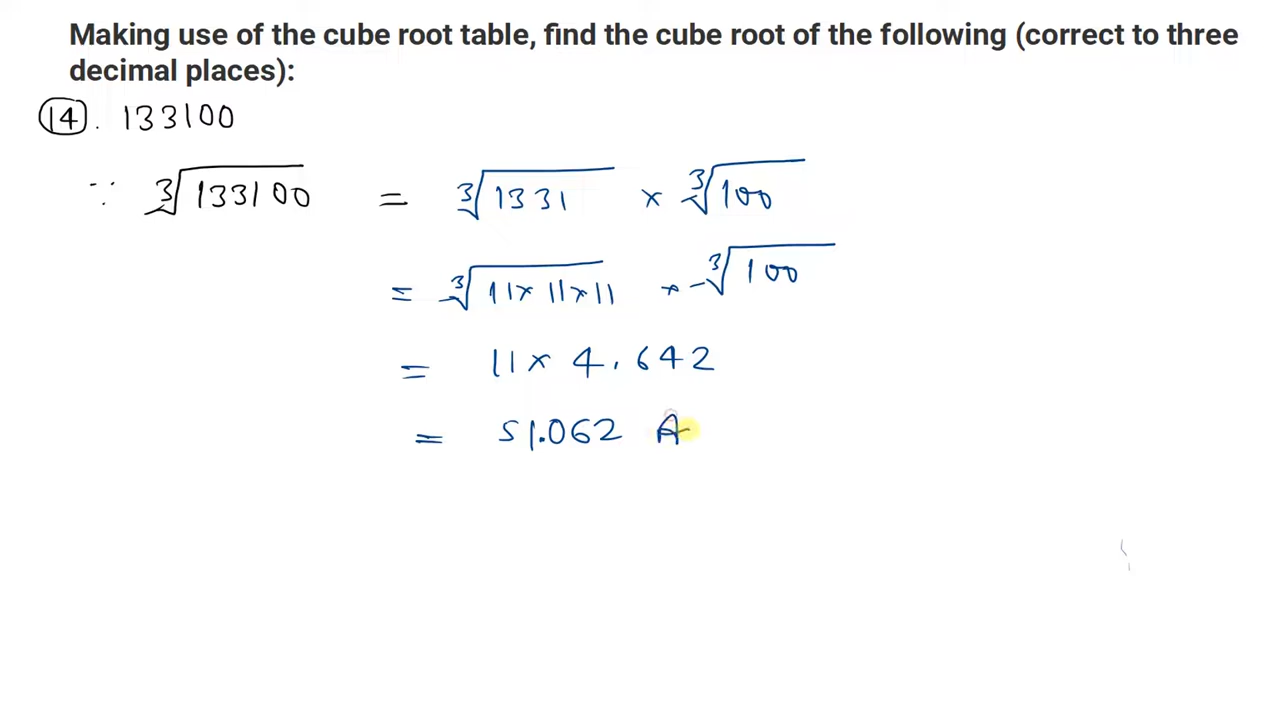 Making use of the cube root table, find the cube root of the following (correct to three
decimal places):
14. 133100
∵ ∛133100 = ∛1331 × ∛100
= ∛11×11×11 × ∛100
= 11 × 4.642
= 51.062 A